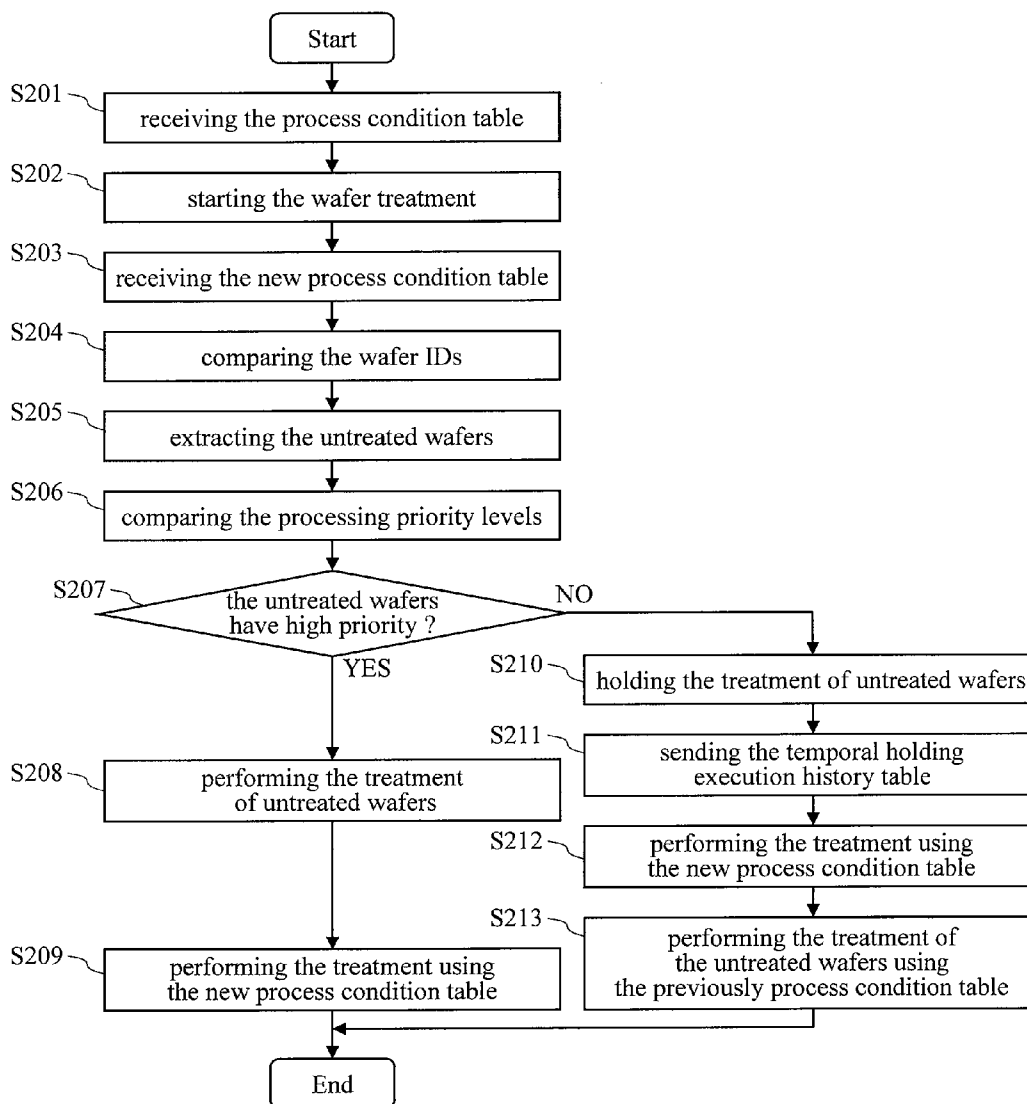 Start
S201
receiving the process condition table
S202
starting the wafer treatment
S203
receiving the new process condition table
S204
comparing the wafer IDs
S205
extracting the untreated wafers
S206
comparing the processing priority levels
S207
the untreated wafers
have high priority ?
NO
YES
S210
holding the treatment of untreated wafers
S211
sending the temporal holding
execution history table
S208
performing the treatment
of untreated wafers
S212
performing the treatment using
the new process condition table
S213
performing the treatment of
the untreated wafers using
the previously process condition table
S209
performing the treatment using
the new process condition table
End